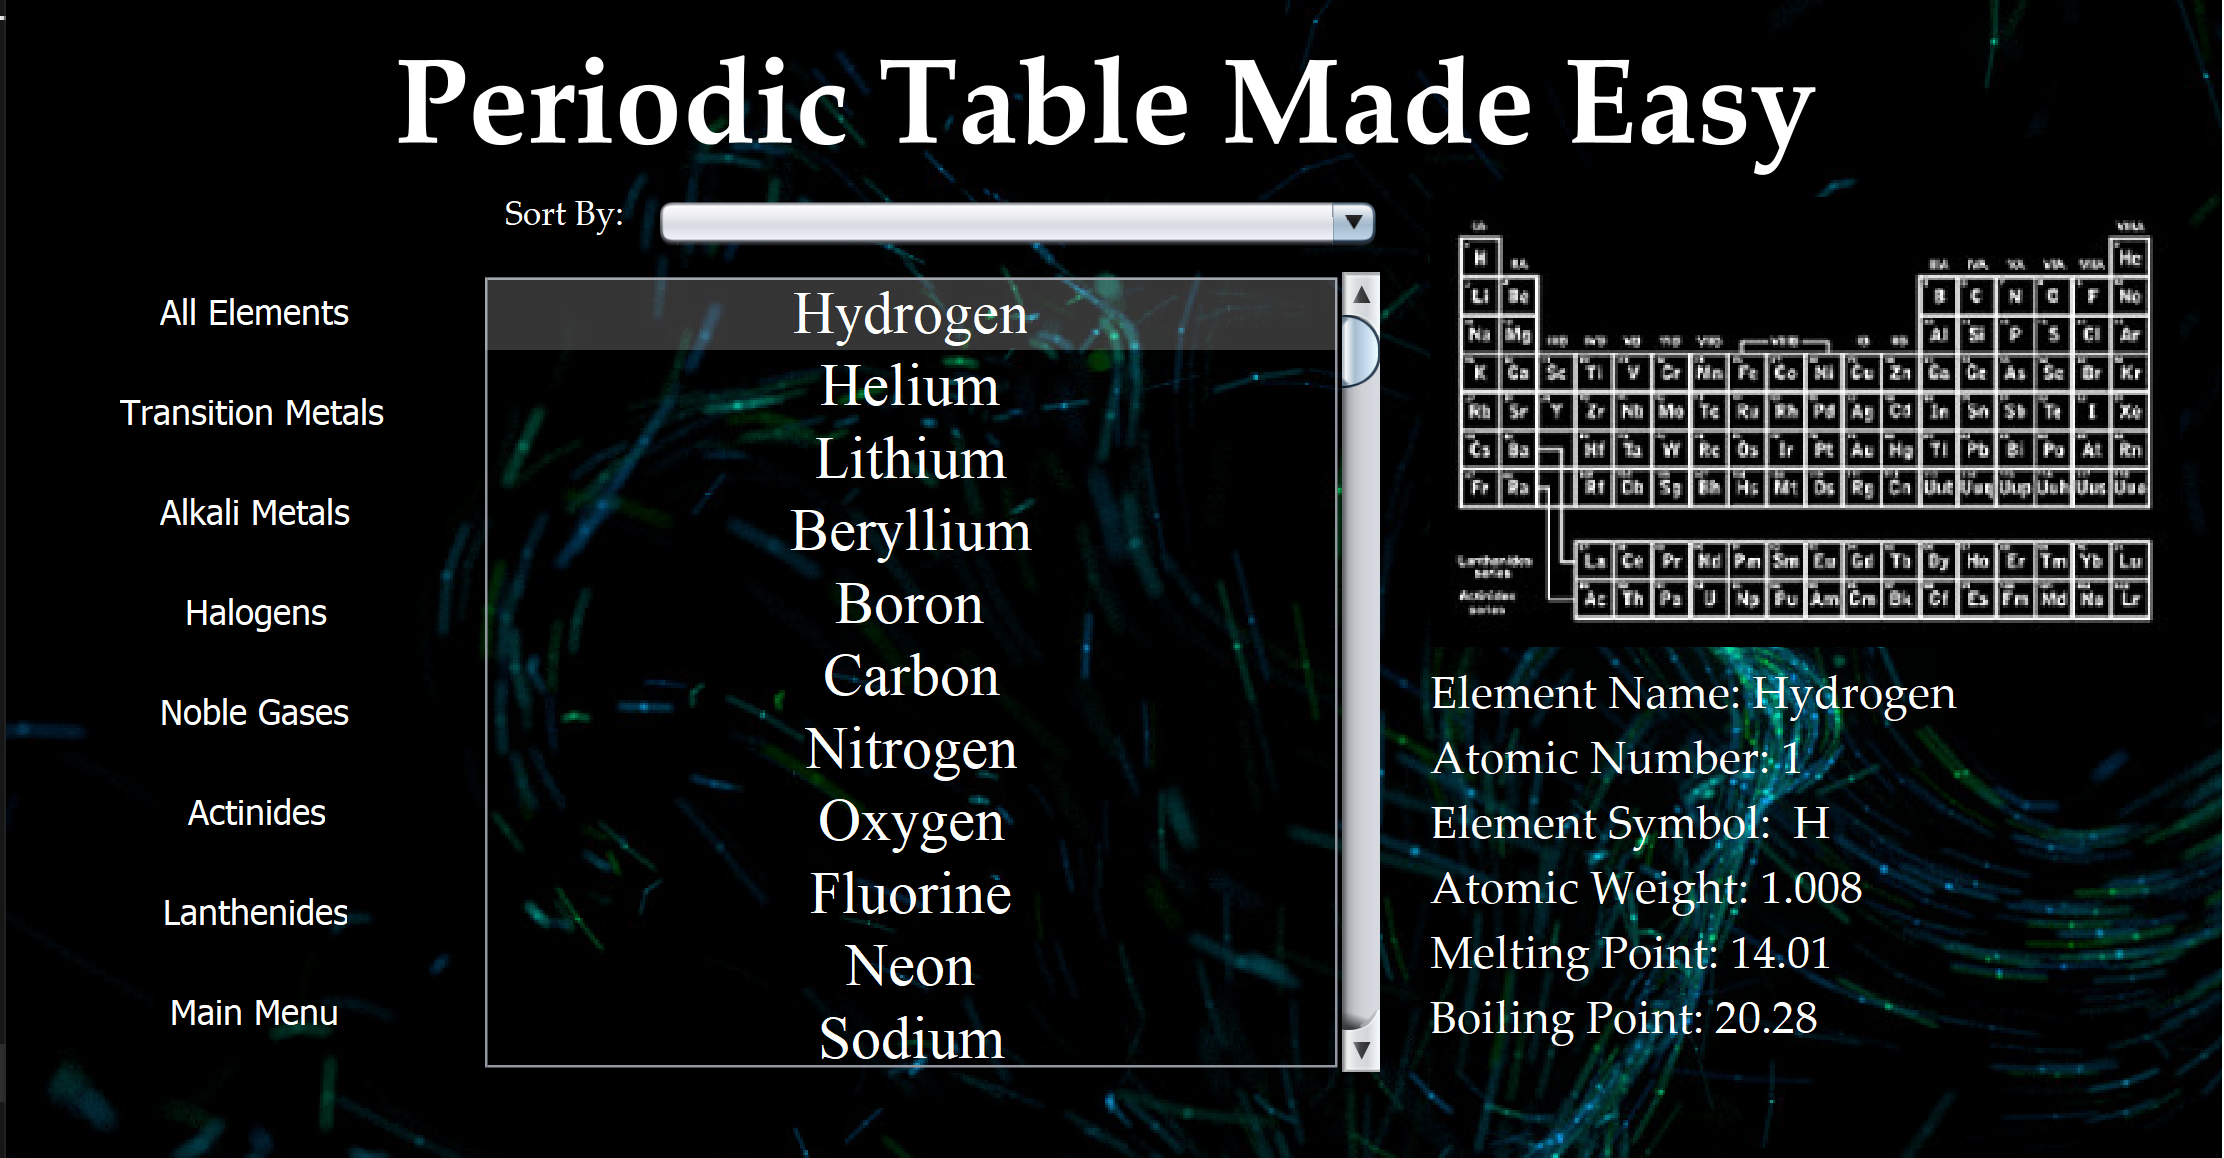 Periodic Table Made Easy
Sort By:
All Elements
Transition Metals
Alkali Metals
Halogens
Noble Gases
Actinides
Lanthenides
Main Menu
Hydrogen
Helium
Lithium
Beryllium
Boron
Carbon
Nitrogen
Oxygen
Fluorine
Neon
Sodium
H He
Li Be B C N O F Ne
Na Mg Al Si P S Cl Ar
K Ca Sc Ti V Cr Mn Fe Co Ni Cu Zn Ga Ge As Se Br Kr
Rb Sr Y Zr Nb Mo Tc Ru Rh Pd Ag Cd In Sn Sb Te I Xe
Cs Ba Hf Ta W Re Os Ir Pt Au Hg Tl Pb Bi Po At Rn
Fr Ra Rf Db Sg Bh Hs Mt Ds Rg Cn Uut Uuq Uup Uuh Uus Uuo
Lanthenides
series
La Ce Pr Nd Pm Sm Eu Gd Tb Dy Ho Er Tm Yb Lu
Actinides
series
Ac Th Pa U Np Pu Am Cm Bk Cf Es Fm Md No Lr
Element Name: Hydrogen
Atomic Number: 1
Element Symbol: H
Atomic Weight: 1.008
Melting Point: 14.01
Boiling Point: 20.28